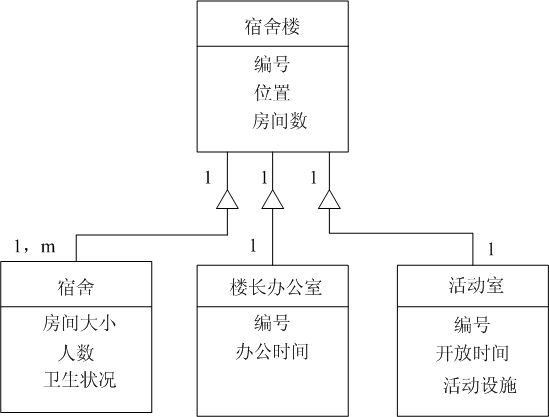 宿舍楼
编号
位置
房间数
1 1 1
1，m 1 1
宿舍
房间大小
人数
卫生状况
楼长办公室
编号
办公时间
活动室
编号
开放时间
活动设施